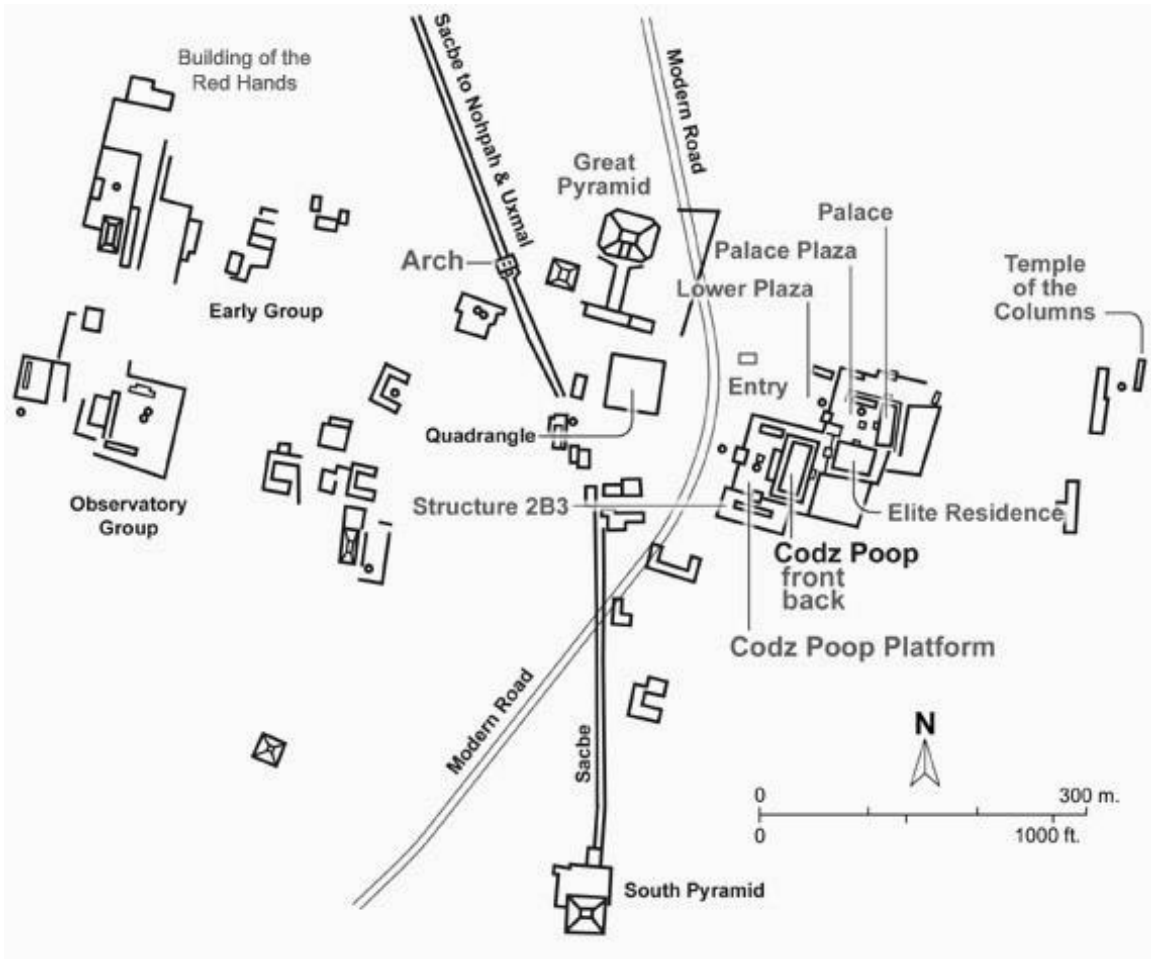 Building of the
Red Hands
Sacbe to Nohpah & Uxmal
Modern Road
Great
Pyramid
Palace
Palace Plaza
Lower Plaza
Temple
of the
Columns
Arch
Early Group
Entry
Quadrangle
Observatory
Group
Structure 2B3
Elite Residence
Codz Poop
front
back
Codz Poop Platform
Modern Road
Sacbe
N
0 300 m.
0 1000 ft.
South Pyramid